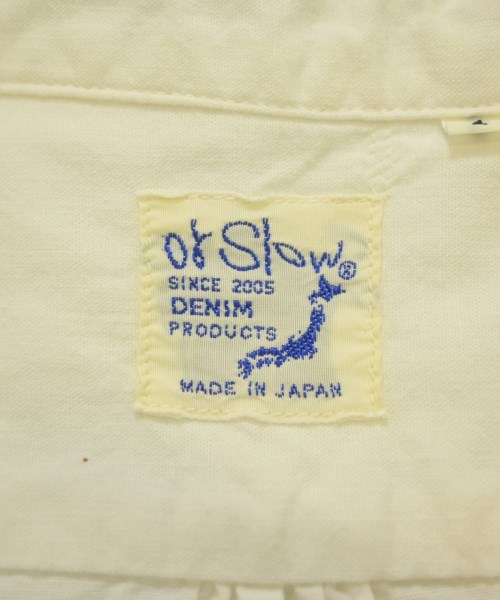 or Slow®
SINCE 2005
DENIM
PRODUCTS
MADE IN JAPAN